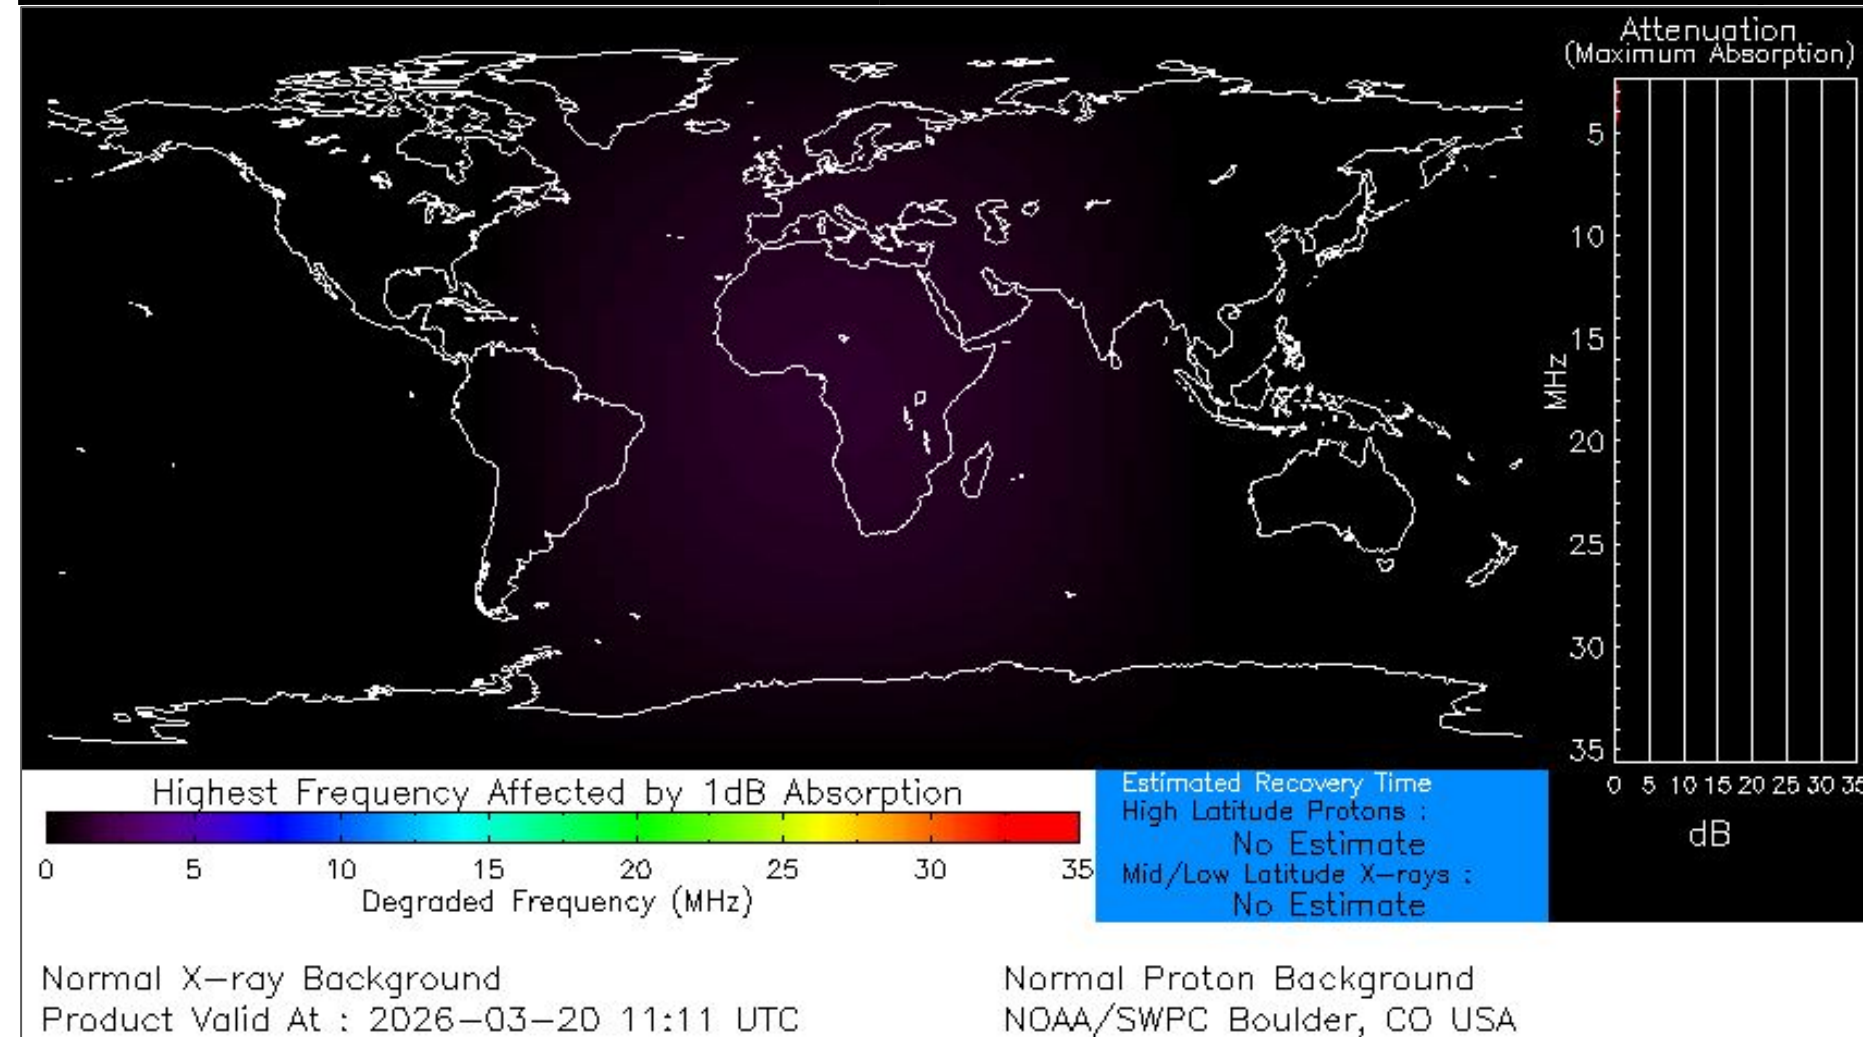 Attenuation
(Maximum Absorption)
5
10
15
20
25
30
35
MHz
0 5 10 15 20 25 30 35
dB
Highest Frequency Affected by 1dB Absorption
0 5 10 15 20 25 30 35
Degraded Frequency (MHz)
Estimated Recovery Time
High Latitude Protons :
No Estimate
Mid/Low Latitude X-rays :
No Estimate
Normal X-ray Background
Normal Proton Background
Product Valid At : 2026-03-20 11:11 UTC
NOAA/SWPC Boulder, CO USA